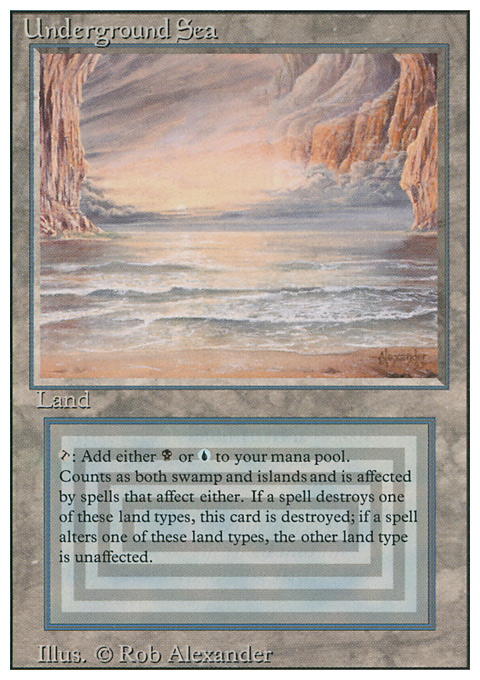 Underground Sea
Alexander
Land
: Add either or to your mana pool.
Counts as both swamp and islands and is affected
by spells that affect either. If a spell destroys one
of these land types, this card is destroyed; if a spell
alters one of these land types, the other land type
is unaffected.
Illus. © Rob Alexander